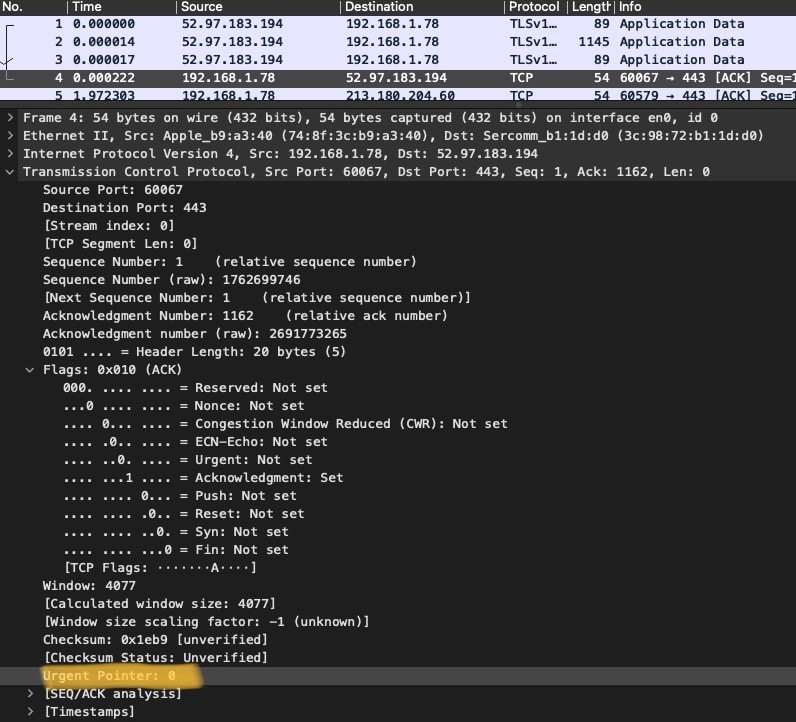 No. Time Source Destination Protocol Length Info
1 0.000000 52.97.183.194 192.168.1.78 TLSv1… 89 Application Data
2 0.000014 52.97.183.194 192.168.1.78 TLSv1… 1145 Application Data
3 0.000017 52.97.183.194 192.168.1.78 TLSv1… 89 Application Data
4 0.000222 192.168.1.78 52.97.183.194 TCP 54 60067 → 443 [ACK] Seq=1
5 1.972303 192.168.1.78 213.180.204.60 TCP 54 60579 → 443 [ACK] Seq=1
Frame 4: 54 bytes on wire (432 bits), 54 bytes captured (432 bits) on interface en0, id 0
Ethernet II, Src: Apple_b9:a3:40 (74:8f:3c:b9:a3:40), Dst: Sercomm_b1:1d:d0 (3c:98:72:b1:1d:d0)
Internet Protocol Version 4, Src: 192.168.1.78, Dst: 52.97.183.194
Transmission Control Protocol, Src Port: 60067, Dst Port: 443, Seq: 1, Ack: 1162, Len: 0
Source Port: 60067
Destination Port: 443
[Stream index: 0]
[TCP Segment Len: 0]
Sequence Number: 1 (relative sequence number)
Sequence Number (raw): 1762699746
[Next Sequence Number: 1 (relative sequence number)]
Acknowledgment Number: 1162 (relative ack number)
Acknowledgment number (raw): 2691773265
0101 .... = Header Length: 20 bytes (5)
Flags: 0x010 (ACK)
000. .... .... = Reserved: Not set
...0 .... .... = Nonce: Not set
.... 0... .... = Congestion Window Reduced (CWR): Not set
.... .0.. .... = ECN-Echo: Not set
.... ..0. .... = Urgent: Not set
.... ...1 .... = Acknowledgment: Set
.... .... 0... = Push: Not set
.... .... .0.. = Reset: Not set
.... .... ..0. = Syn: Not set
.... .... ...0 = Fin: Not set
[TCP Flags: ·······A····]
Window: 4077
[Calculated window size: 4077]
[Window size scaling factor: -1 (unknown)]
Checksum: 0x1eb9 [unverified]
[Checksum Status: Unverified]
Urgent Pointer: 0
[SEQ/ACK analysis]
[Timestamps]